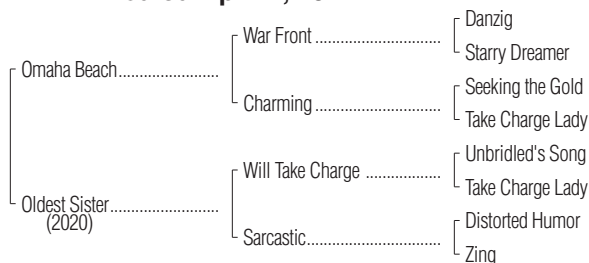 Danzig
War Front ..........................................
Starry Dreamer
Omaha Beach.................................
Seeking the Gold
Charming ..........................................
Take Charge Lady
Unbridled's Song
Will Take Charge .........................
Take Charge Lady
Oldest Sister...................................
(2020)
Distorted Humor
Sarcastic............................................
Zing